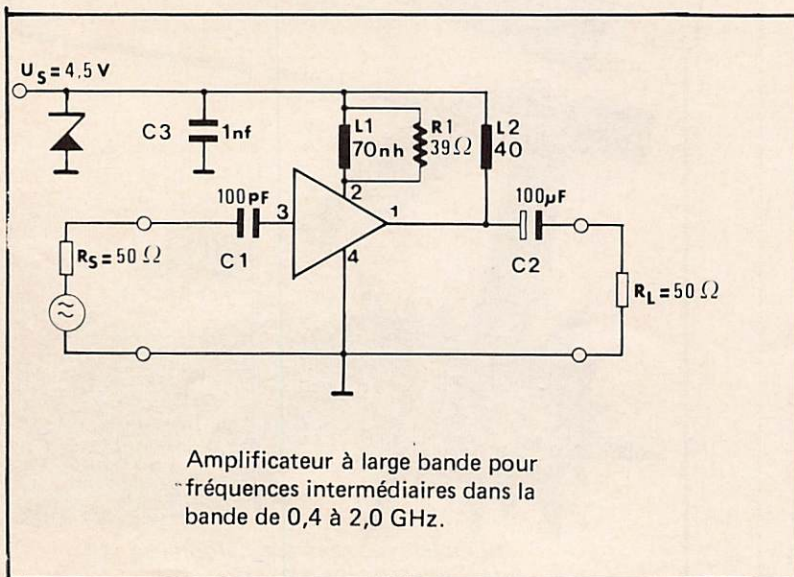 U_S = 4,5 V
C3
1nf
L1
70nh
R1
39Ω
L2
40
100pF
3
2
1
100µF
4
C1
C2
R_S = 50 Ω
R_L = 50 Ω
Amplificateur à large bande pour
fréquences intermédiaires dans la
bande de 0,4 à 2,0 GHz.